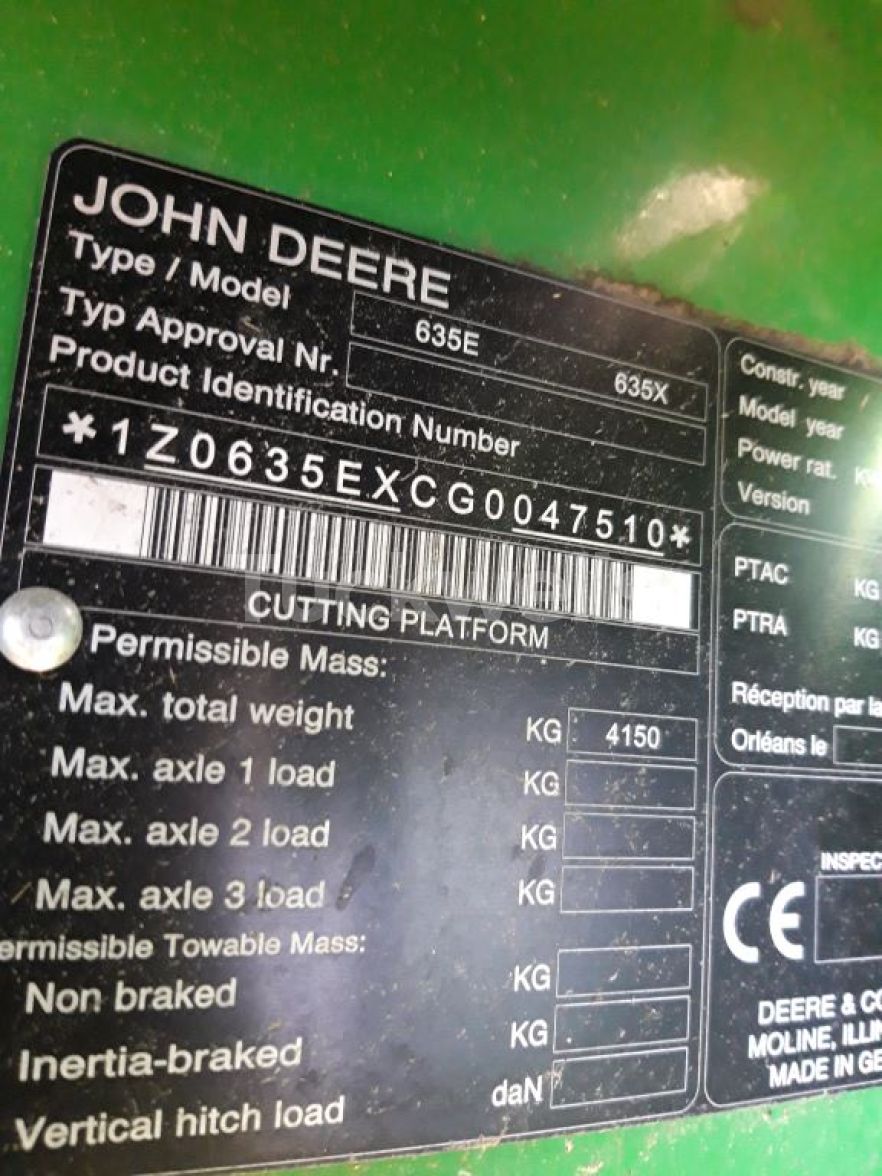 JOHN DEERE
Type / Model 635E 635X
Typ Approval Nr.
Product Identification Number
*1Z0635EXCG0047510*
CUTTING PLATFORM
Permissible Mass:
Max. total weight KG 4150
Max. axle 1 load KG
Max. axle 2 load KG
Max. axle 3 load KG
ermissible Towable Mass:
Non braked KG
Inertia-braked KG
Vertical hitch load daN
Constr. year
Model year
Power rat.
Version
PTAC KG
PTRA KG
Réception par la
Orléans le
INSPEC
CE
DEERE & CO
MOLINE, ILLIN
MADE IN GE